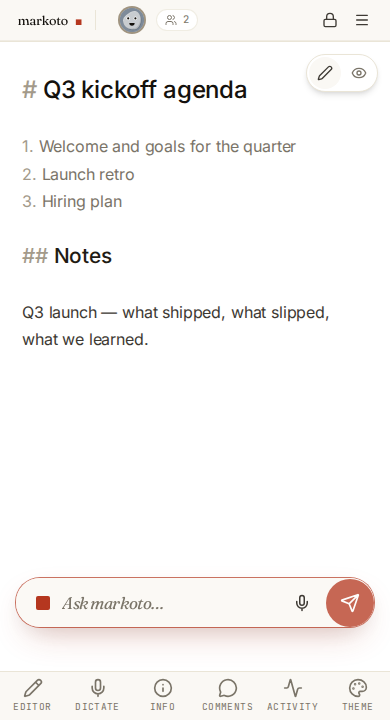 markoto
2
# Q3 kickoff agenda
1. Welcome and goals for the quarter
2. Launch retro
3. Hiring plan
## Notes
Q3 launch — what shipped, what slipped,
what we learned.
Ask markoto...
EDITOR DICTATE INFO COMMENTS ACTIVITY THEME